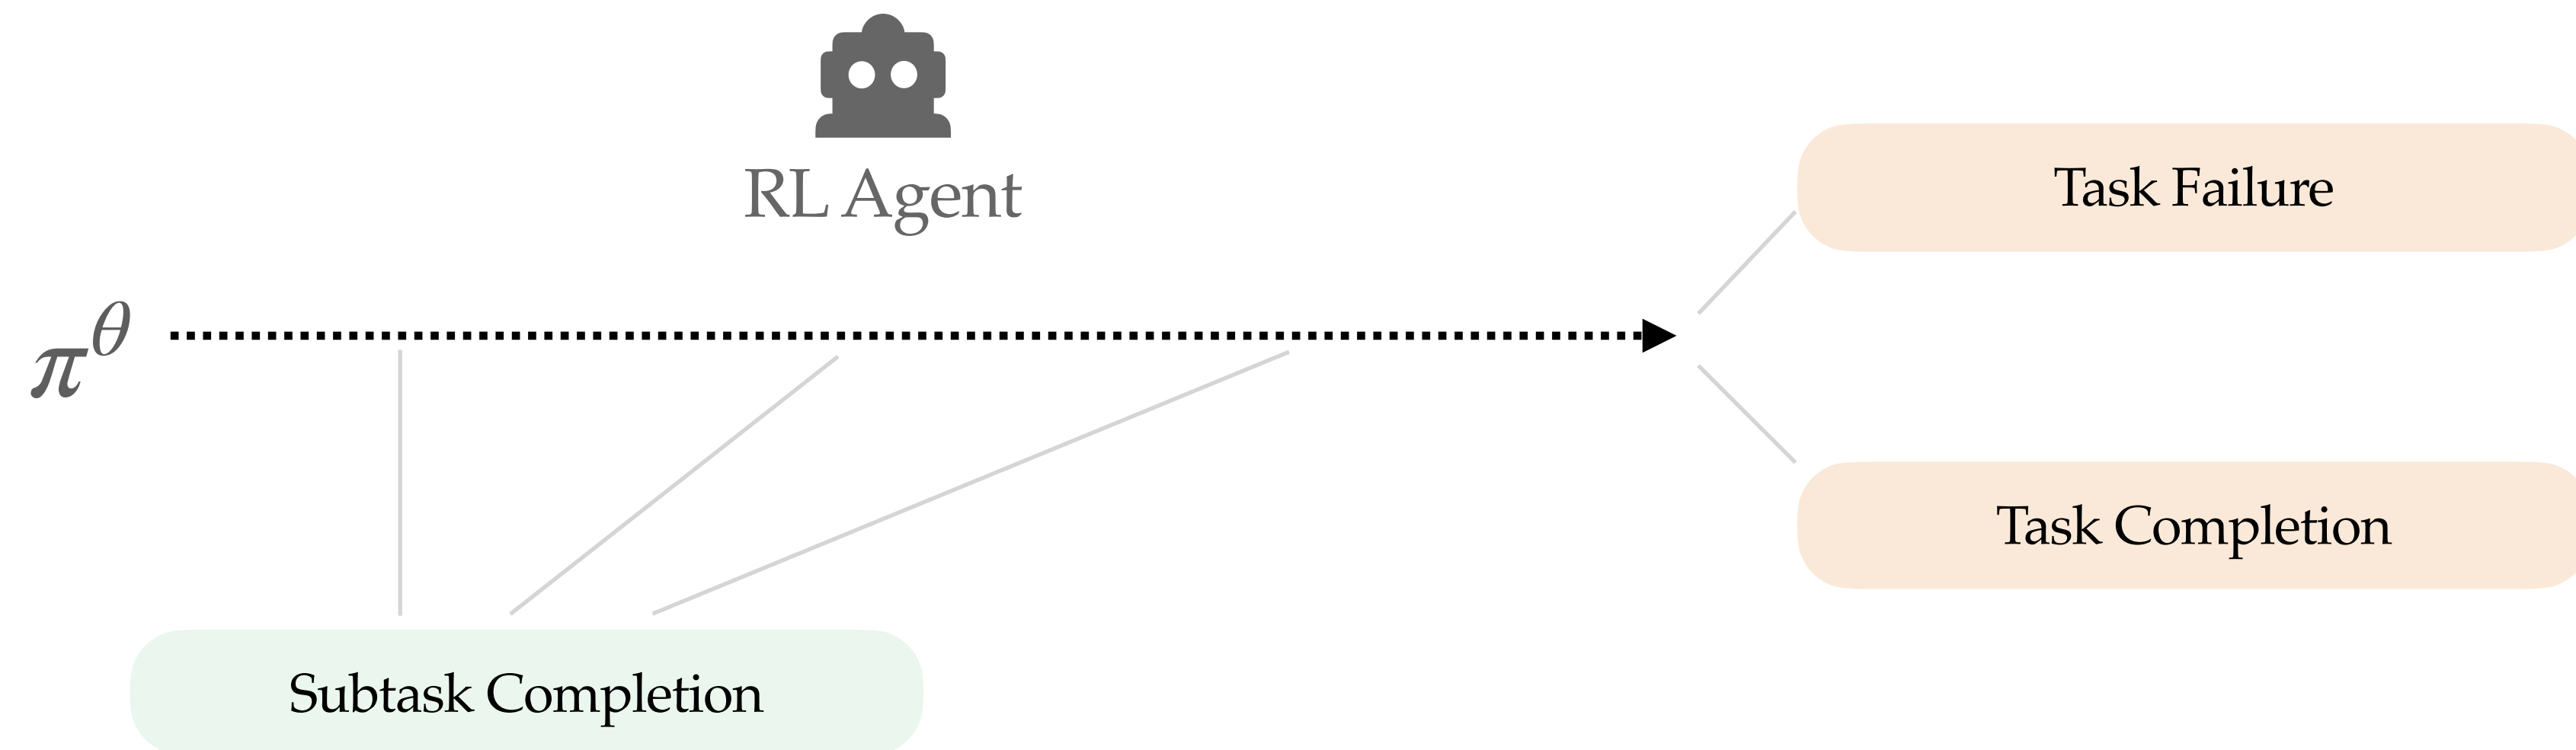 RL Agent
Task Failure
π^θ
Task Completion
Subtask Completion